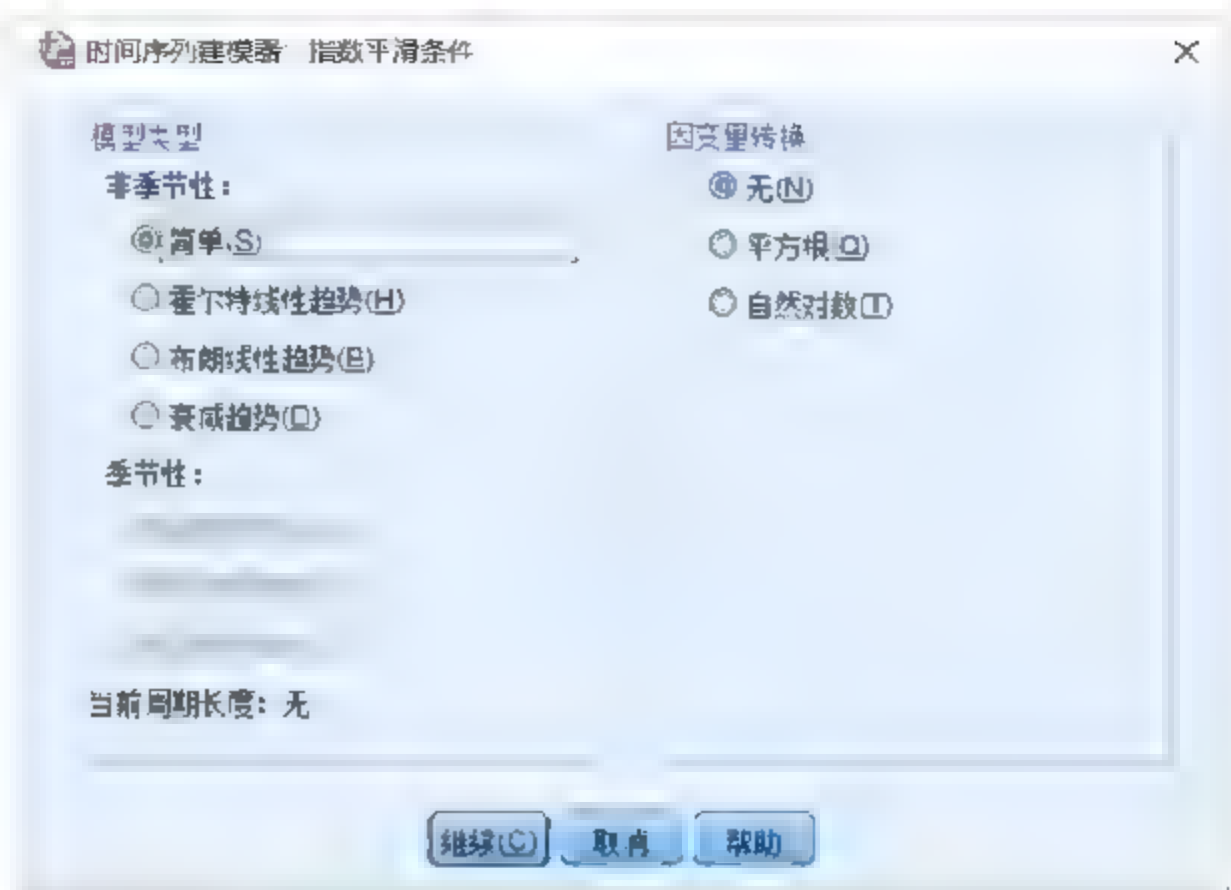 时间序列建模器 指数平滑条件
模型类型
非季节性：
简单(S)
霍尔特线性趋势(H)
布朗线性趋势(B)
衰减趋势(D)
季节性：
当前周期长度：无
因变量转换
无(N)
平方根(Q)
自然对数(T)
继续(C)
取消
帮助